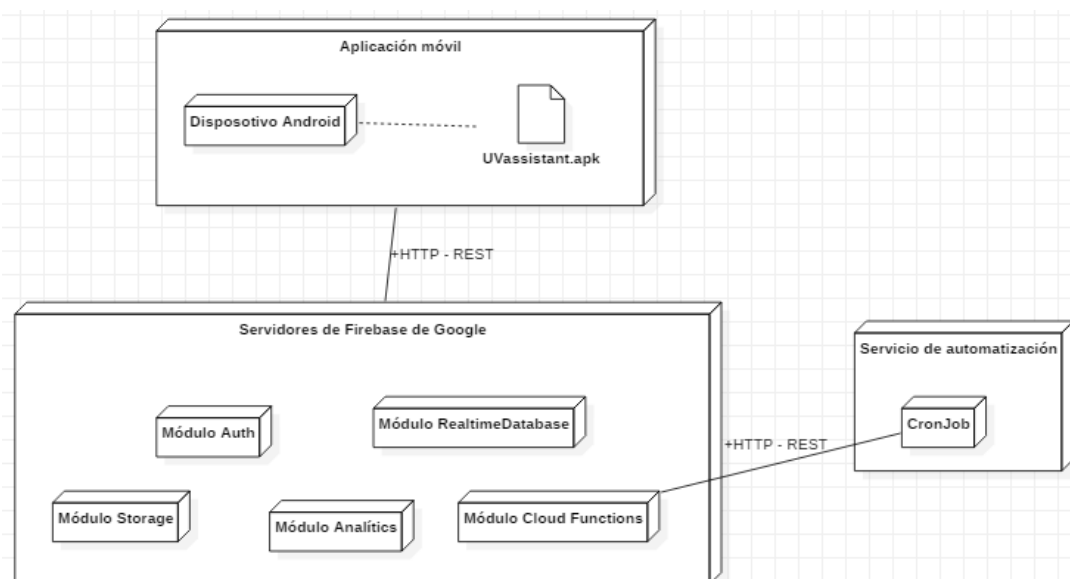 Aplicación móvil
Disposotivo Android
UVassistant.apk
+HTTP - REST
Servidores de Firebase de Google
Servicio de automatización
Módulo Auth
Módulo RealtimeDatabase
CronJob
+HTTP - REST
Módulo Storage
Módulo Analítics
Módulo Cloud Functions